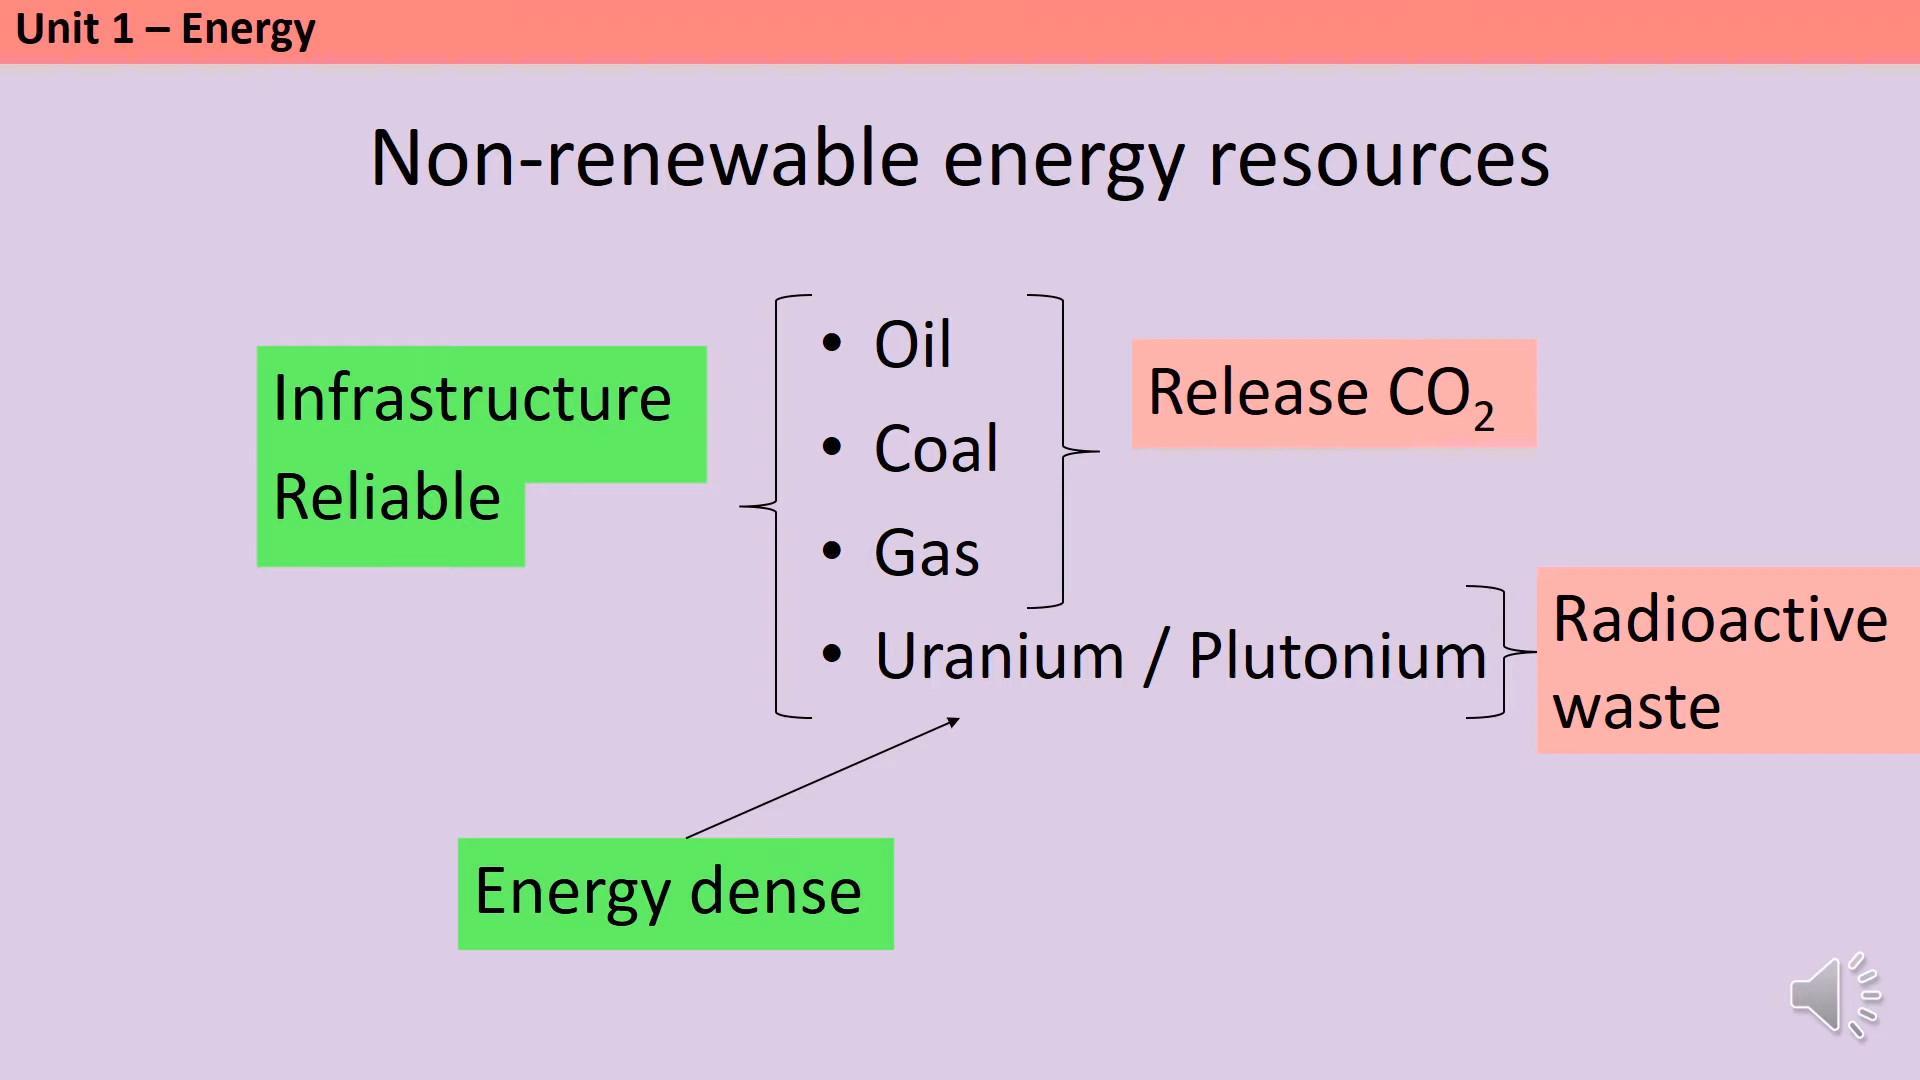 Unit 1 – Energy
Non-renewable energy resources
Infrastructure
Reliable
• Oil
• Coal
• Gas
• Uranium / Plutonium
Release CO₂
Radioactive
waste
Energy dense